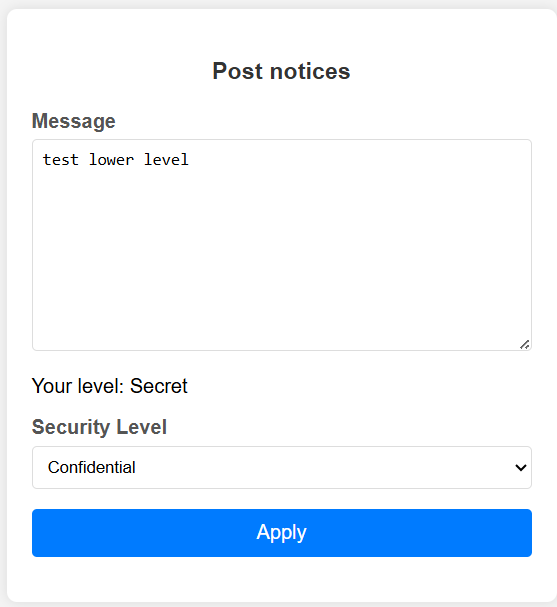 Post notices
Message
test lower level
Your level: Secret
Security Level
Confidential
Apply